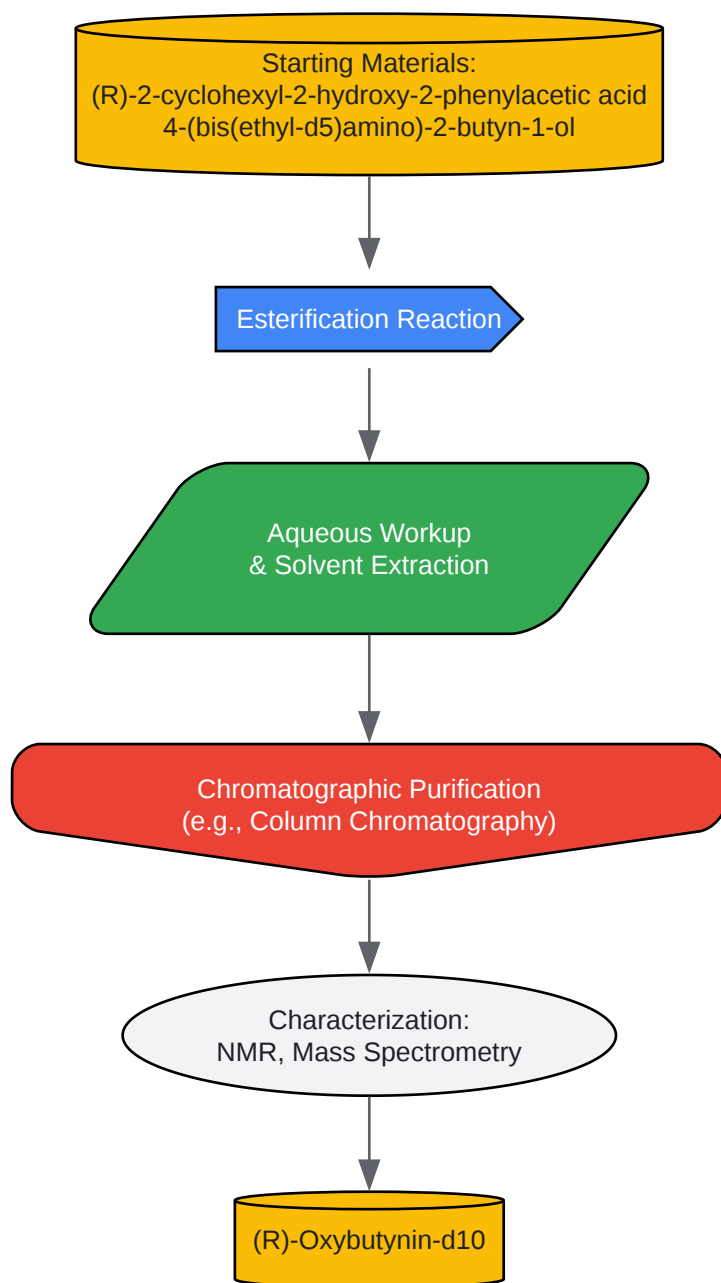 Starting Materials:
(R)-2-cyclohexyl-2-hydroxy-2-phenylacetic acid
4-(bis(ethyl-d5)amino)-2-butyn-1-ol
Esterification Reaction
Aqueous Workup
& Solvent Extraction
Chromatographic Purification
(e.g., Column Chromatography)
Characterization:
NMR, Mass Spectrometry
(R)-Oxybutynin-d10